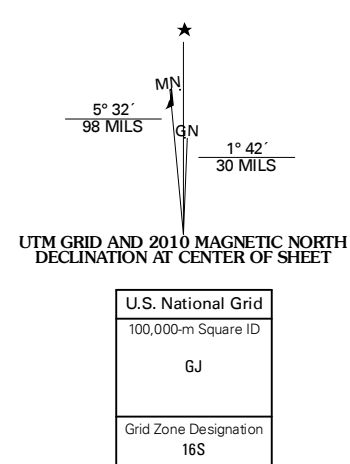 MN.
5° 32´
98 MILS
GN
1° 42´
30 MILS
UTM GRID AND 2010 MAGNETIC NORTH
DECLINATION AT CENTER OF SHEET
U.S. National Grid
100,000-m Square ID
GJ
Grid Zone Designation
16S